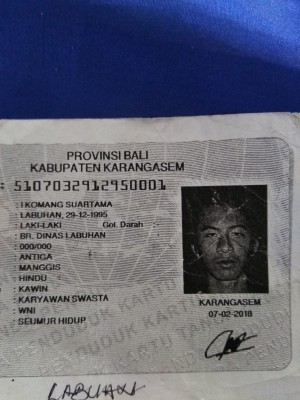 PROVINSI BALI
KABUPATEN KARANGASEM
: 5107032912950001
: I KOMANG SUARTAMA
: LABUHAN, 29-12-1995
: LAKI-LAKI Gol. Darah : -
: BR. DINAS LABUHAN
: 000/000
: ANTIGA
: MANGGIS
: HINDU
: KAWIN
: KARYAWAN SWASTA
: WNI
: SEUMUR HIDUP
KARANGASEM
07-02-2018
LABUHAN